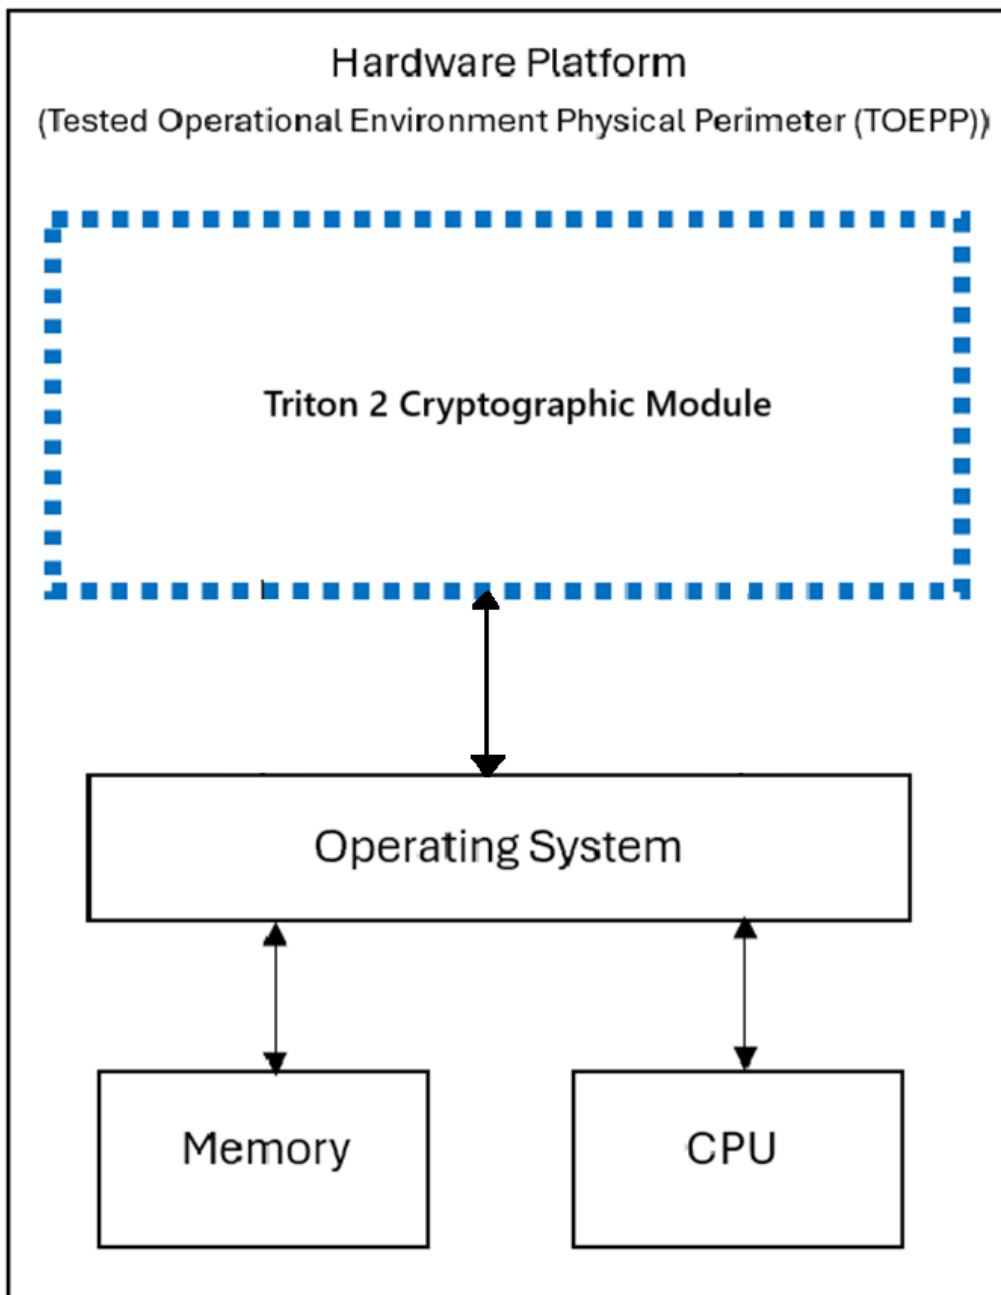 Hardware Platform
(Tested Operational Environment Physical Perimeter (TOEPP))
Triton 2 Cryptographic Module
Operating System
Memory
CPU